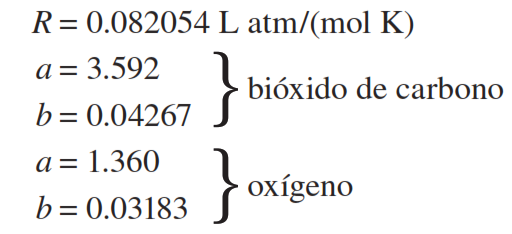 R = 0.082054 L atm/(mol K)
a = 3.592
b = 0.04267
bióxido de carbono
a = 1.360
b = 0.03183
oxígeno